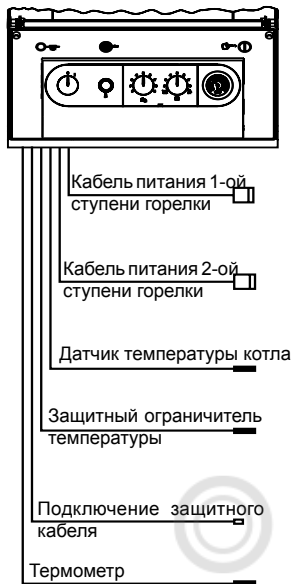 Кабель питания 1-ой
ступени горелки
Кабель питания 2-ой
ступени горелки
Датчик температуры котла
Защитный ограничитель
температуры
Подключение защитного
кабеля
Термометр